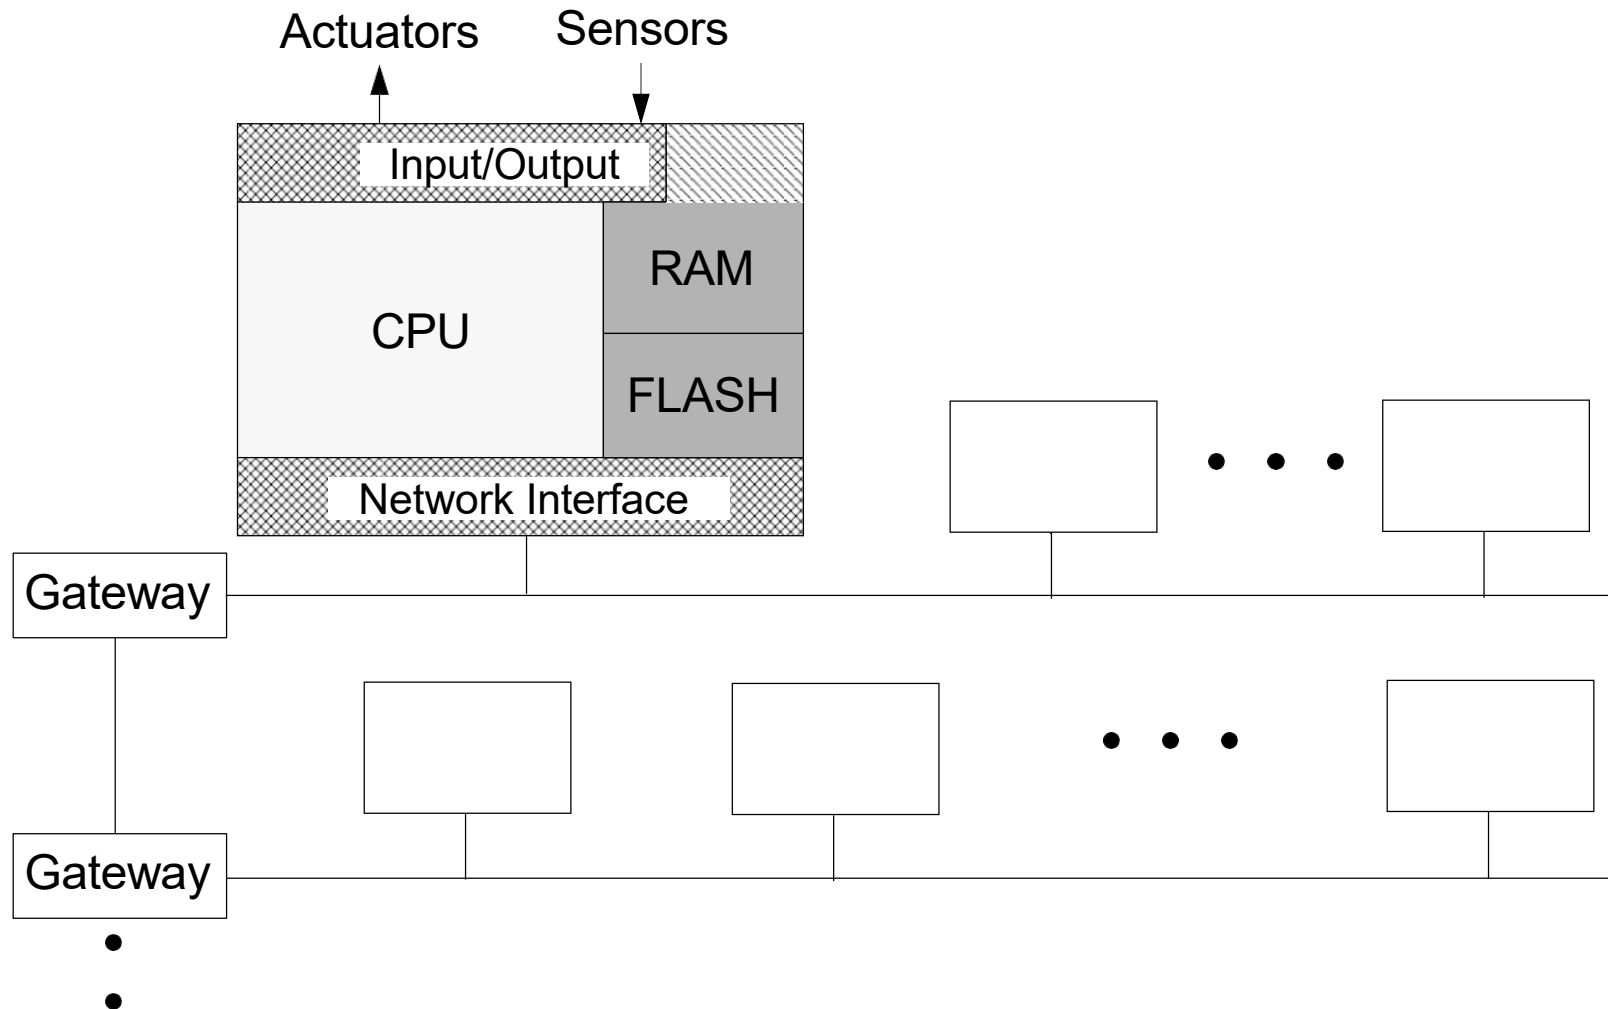 Actuators
Sensors
Input/Output
CPU
RAM
FLASH
Network Interface
Gateway
Gateway